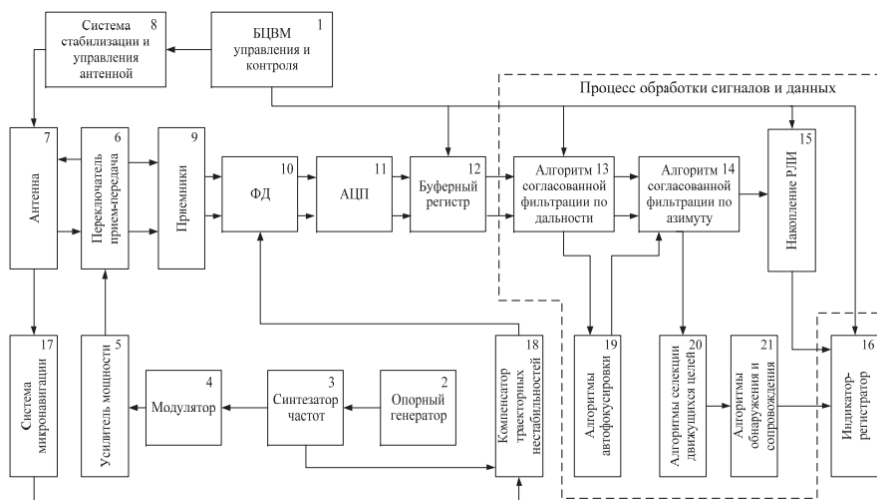 8
Система
стабилизации и
управления
антенной
1
БЦВМ
управления и
контроля
Процесс обработки сигналов и данных
7
Антенна
6
Переключатель
прием-передача
9
Приемники
10
ФД
11
АЦП
12
Буферный
регистр
Алгоритм 13
согласованной
фильтрации по
дальности
Алгоритм 14
согласованной
фильтрации по
азимуту
15
Накопление РЛИ
17
Система
микронавигации
5
Усилитель мощности
4
Модулятор
3
Синтезатор
частот
2
Опорный
генератор
18
Компенсатор
траекторных
нестабильностей
19
Алгоритмы
автофокусировки
20
Алгоритмы селекции
движущихся целей
21
Алгоритмы
обнаружения и
сопровождения
16
Индикатор-
регистратор